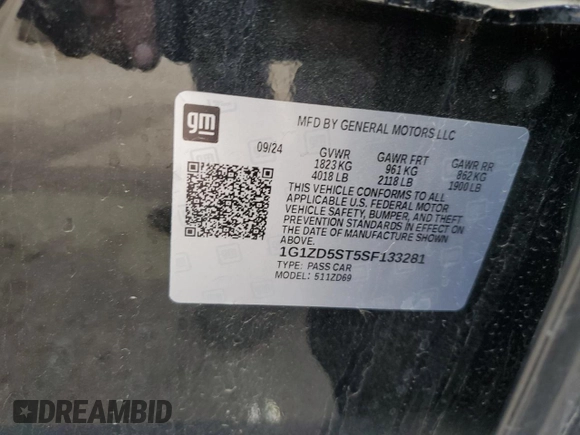 gm
MFD BY GENERAL MOTORS LLC
09/24 GVWR GAWR FRT GAWR RR
1823 KG 961 KG 862 KG
4018 LB 2118 LB 1900 LB
THIS VEHICLE CONFORMS TO ALL
APPLICABLE U.S. FEDERAL MOTOR
VEHICLE SAFETY, BUMPER, AND THEFT
PREVENTION STANDARDS IN EFFECT ON
THE DATE OF MANUFACTURE SHOWN
ABOVE.
1G1ZD5ST5SF133281
TYPE: PASS CAR
MODEL: 511ZD69
DREAMBID